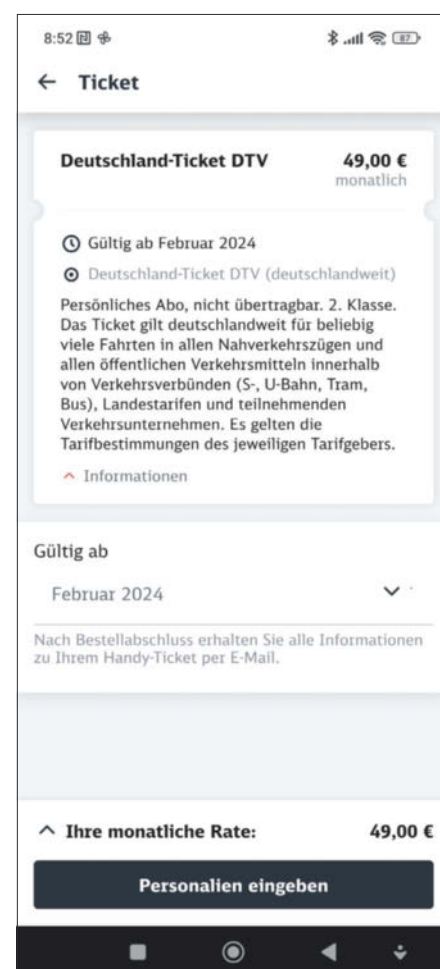 8:52
87
← Ticket
Deutschland-Ticket DTV 49,00 €
monatlich
Gültig ab Februar 2024
Deutschland-Ticket DTV (deutschlandweit)
Persönliches Abo, nicht übertragbar. 2. Klasse.
Das Ticket gilt deutschlandweit für beliebig
viele Fahrten in allen Nahverkehrszügen und
allen öffentlichen Verkehrsmitteln innerhalb
von Verkehrsverbünden (S-, U-Bahn, Tram,
Bus), Landestarifen und teilnehmenden
Verkehrsunternehmen. Es gelten die
Tarifbestimmungen des jeweiligen Tarifgebers.
Informationen
Gültig ab
Februar 2024
Nach Bestellabschluss erhalten Sie alle Informationen
zu Ihrem Handy-Ticket per E-Mail.
Ihre monatliche Rate: 49,00 €
Personalien eingeben